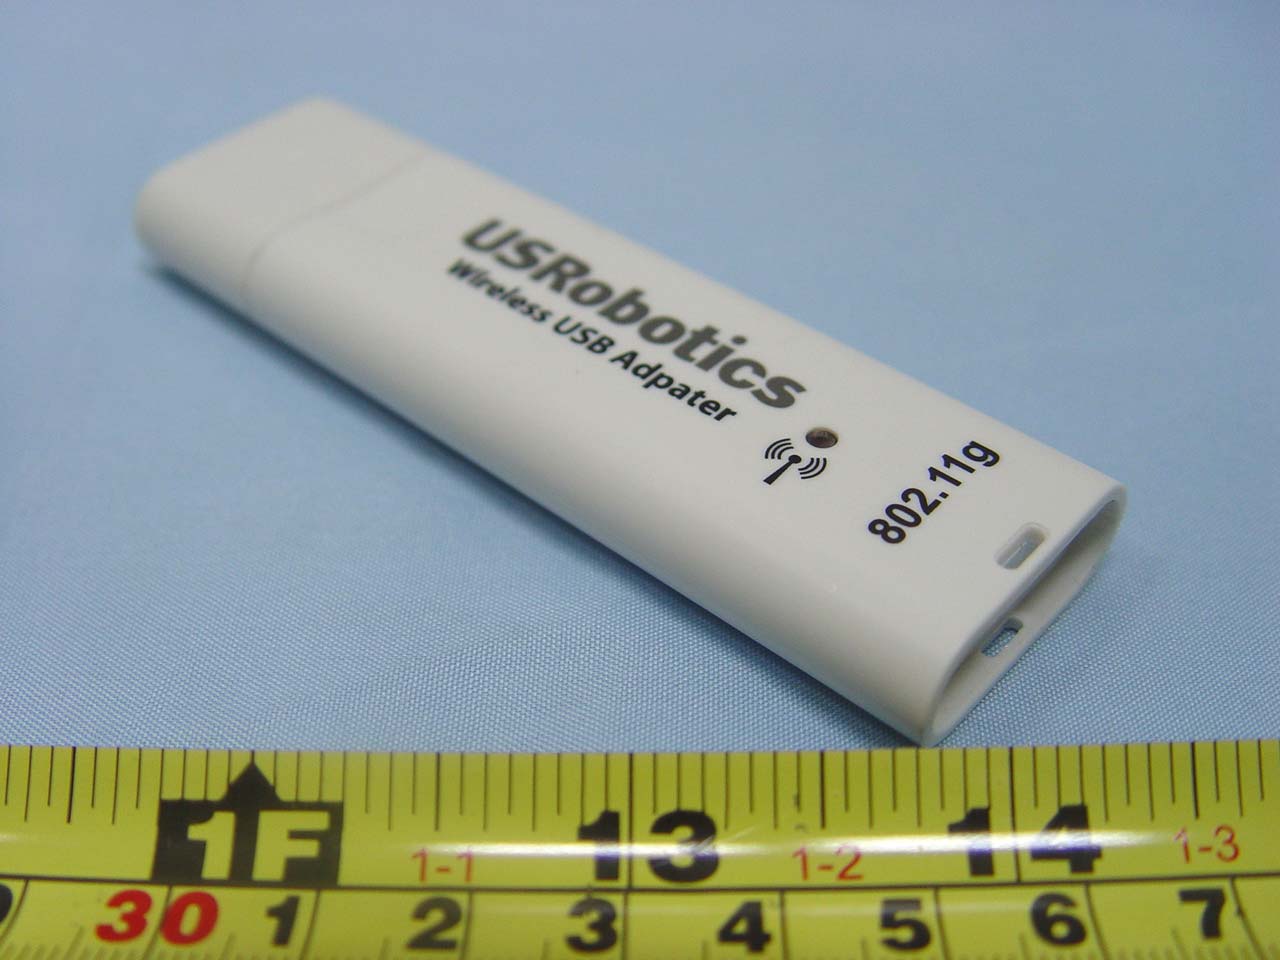 USRobotics
Wireless USB Adpater
802.11g
1F 1-1 13 1-2 14 1-3
30 1 2 3 4 5 6 7